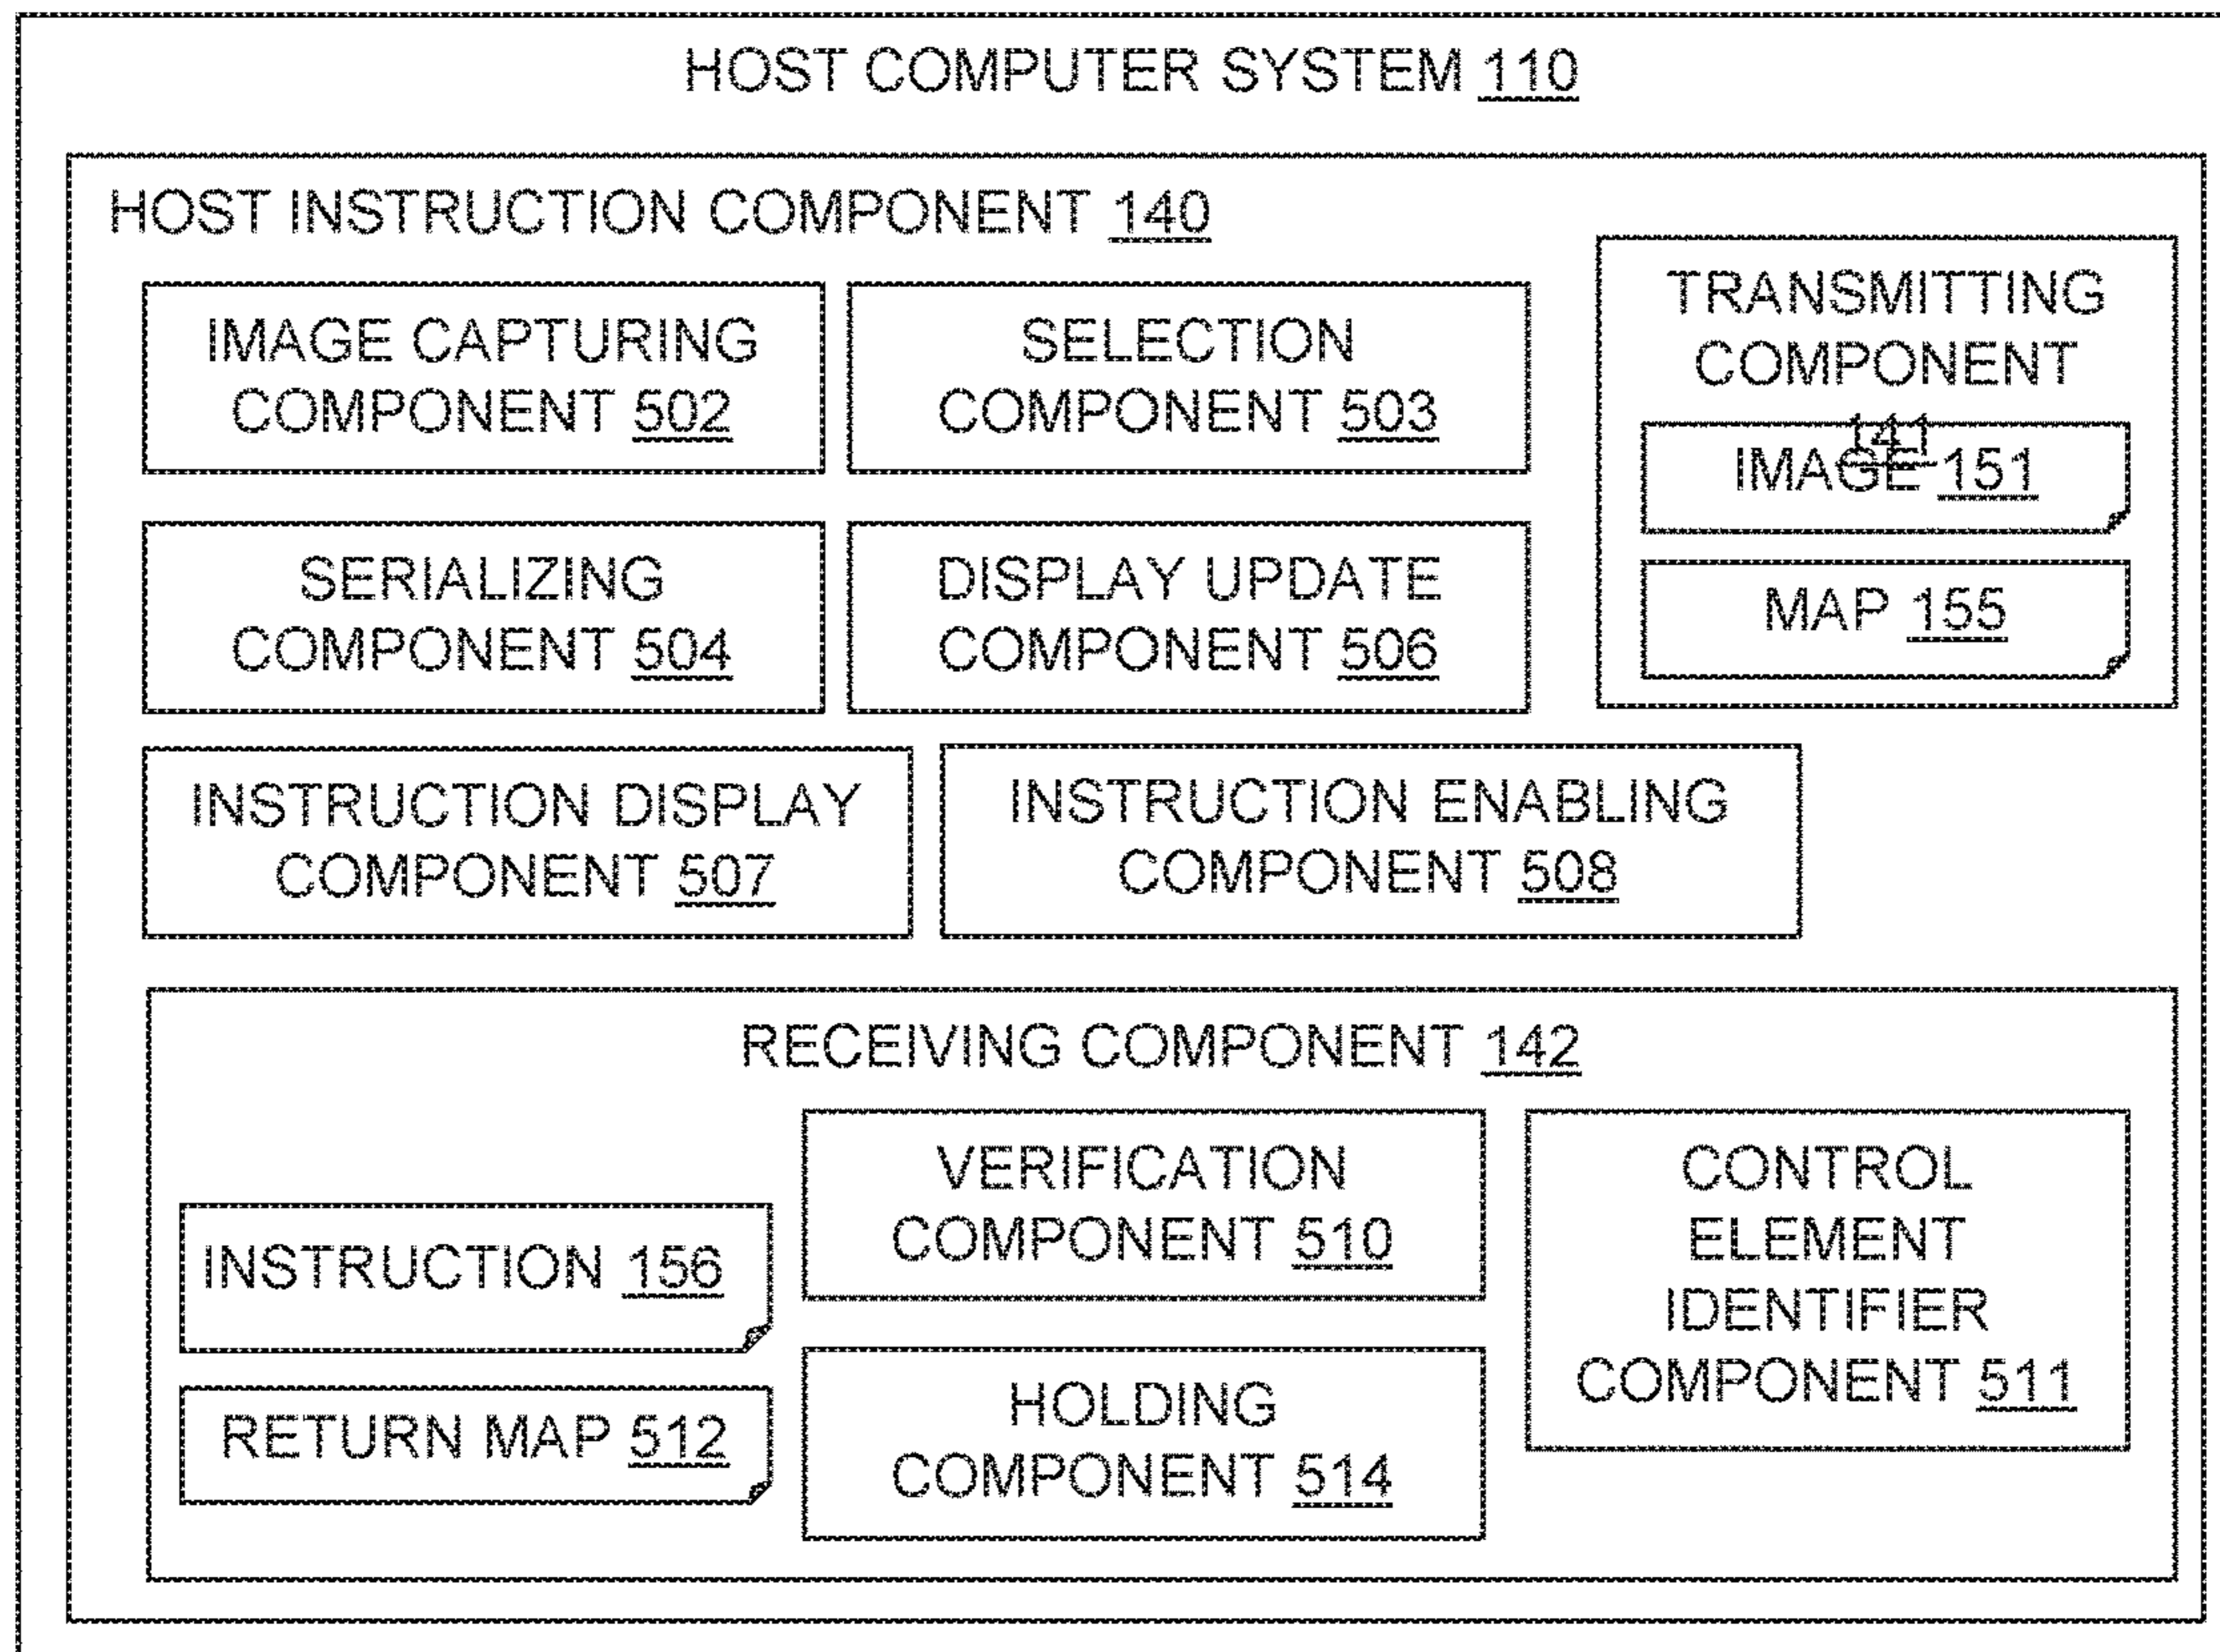 HOST COMPUTER SYSTEM 110
HOST INSTRUCTION COMPONENT 140
IMAGE CAPTURING
COMPONENT 502
SELECTION
COMPONENT 503
TRANSMITTING
COMPONENT
141
IMAGE 151
MAP 155
SERIALIZING
COMPONENT 504
DISPLAY UPDATE
COMPONENT 506
INSTRUCTION DISPLAY
COMPONENT 507
INSTRUCTION ENABLING
COMPONENT 508
RECEIVING COMPONENT 142
INSTRUCTION 156
RETURN MAP 512
VERIFICATION
COMPONENT 510
HOLDING
COMPONENT 514
CONTROL
ELEMENT
IDENTIFIER
COMPONENT 511